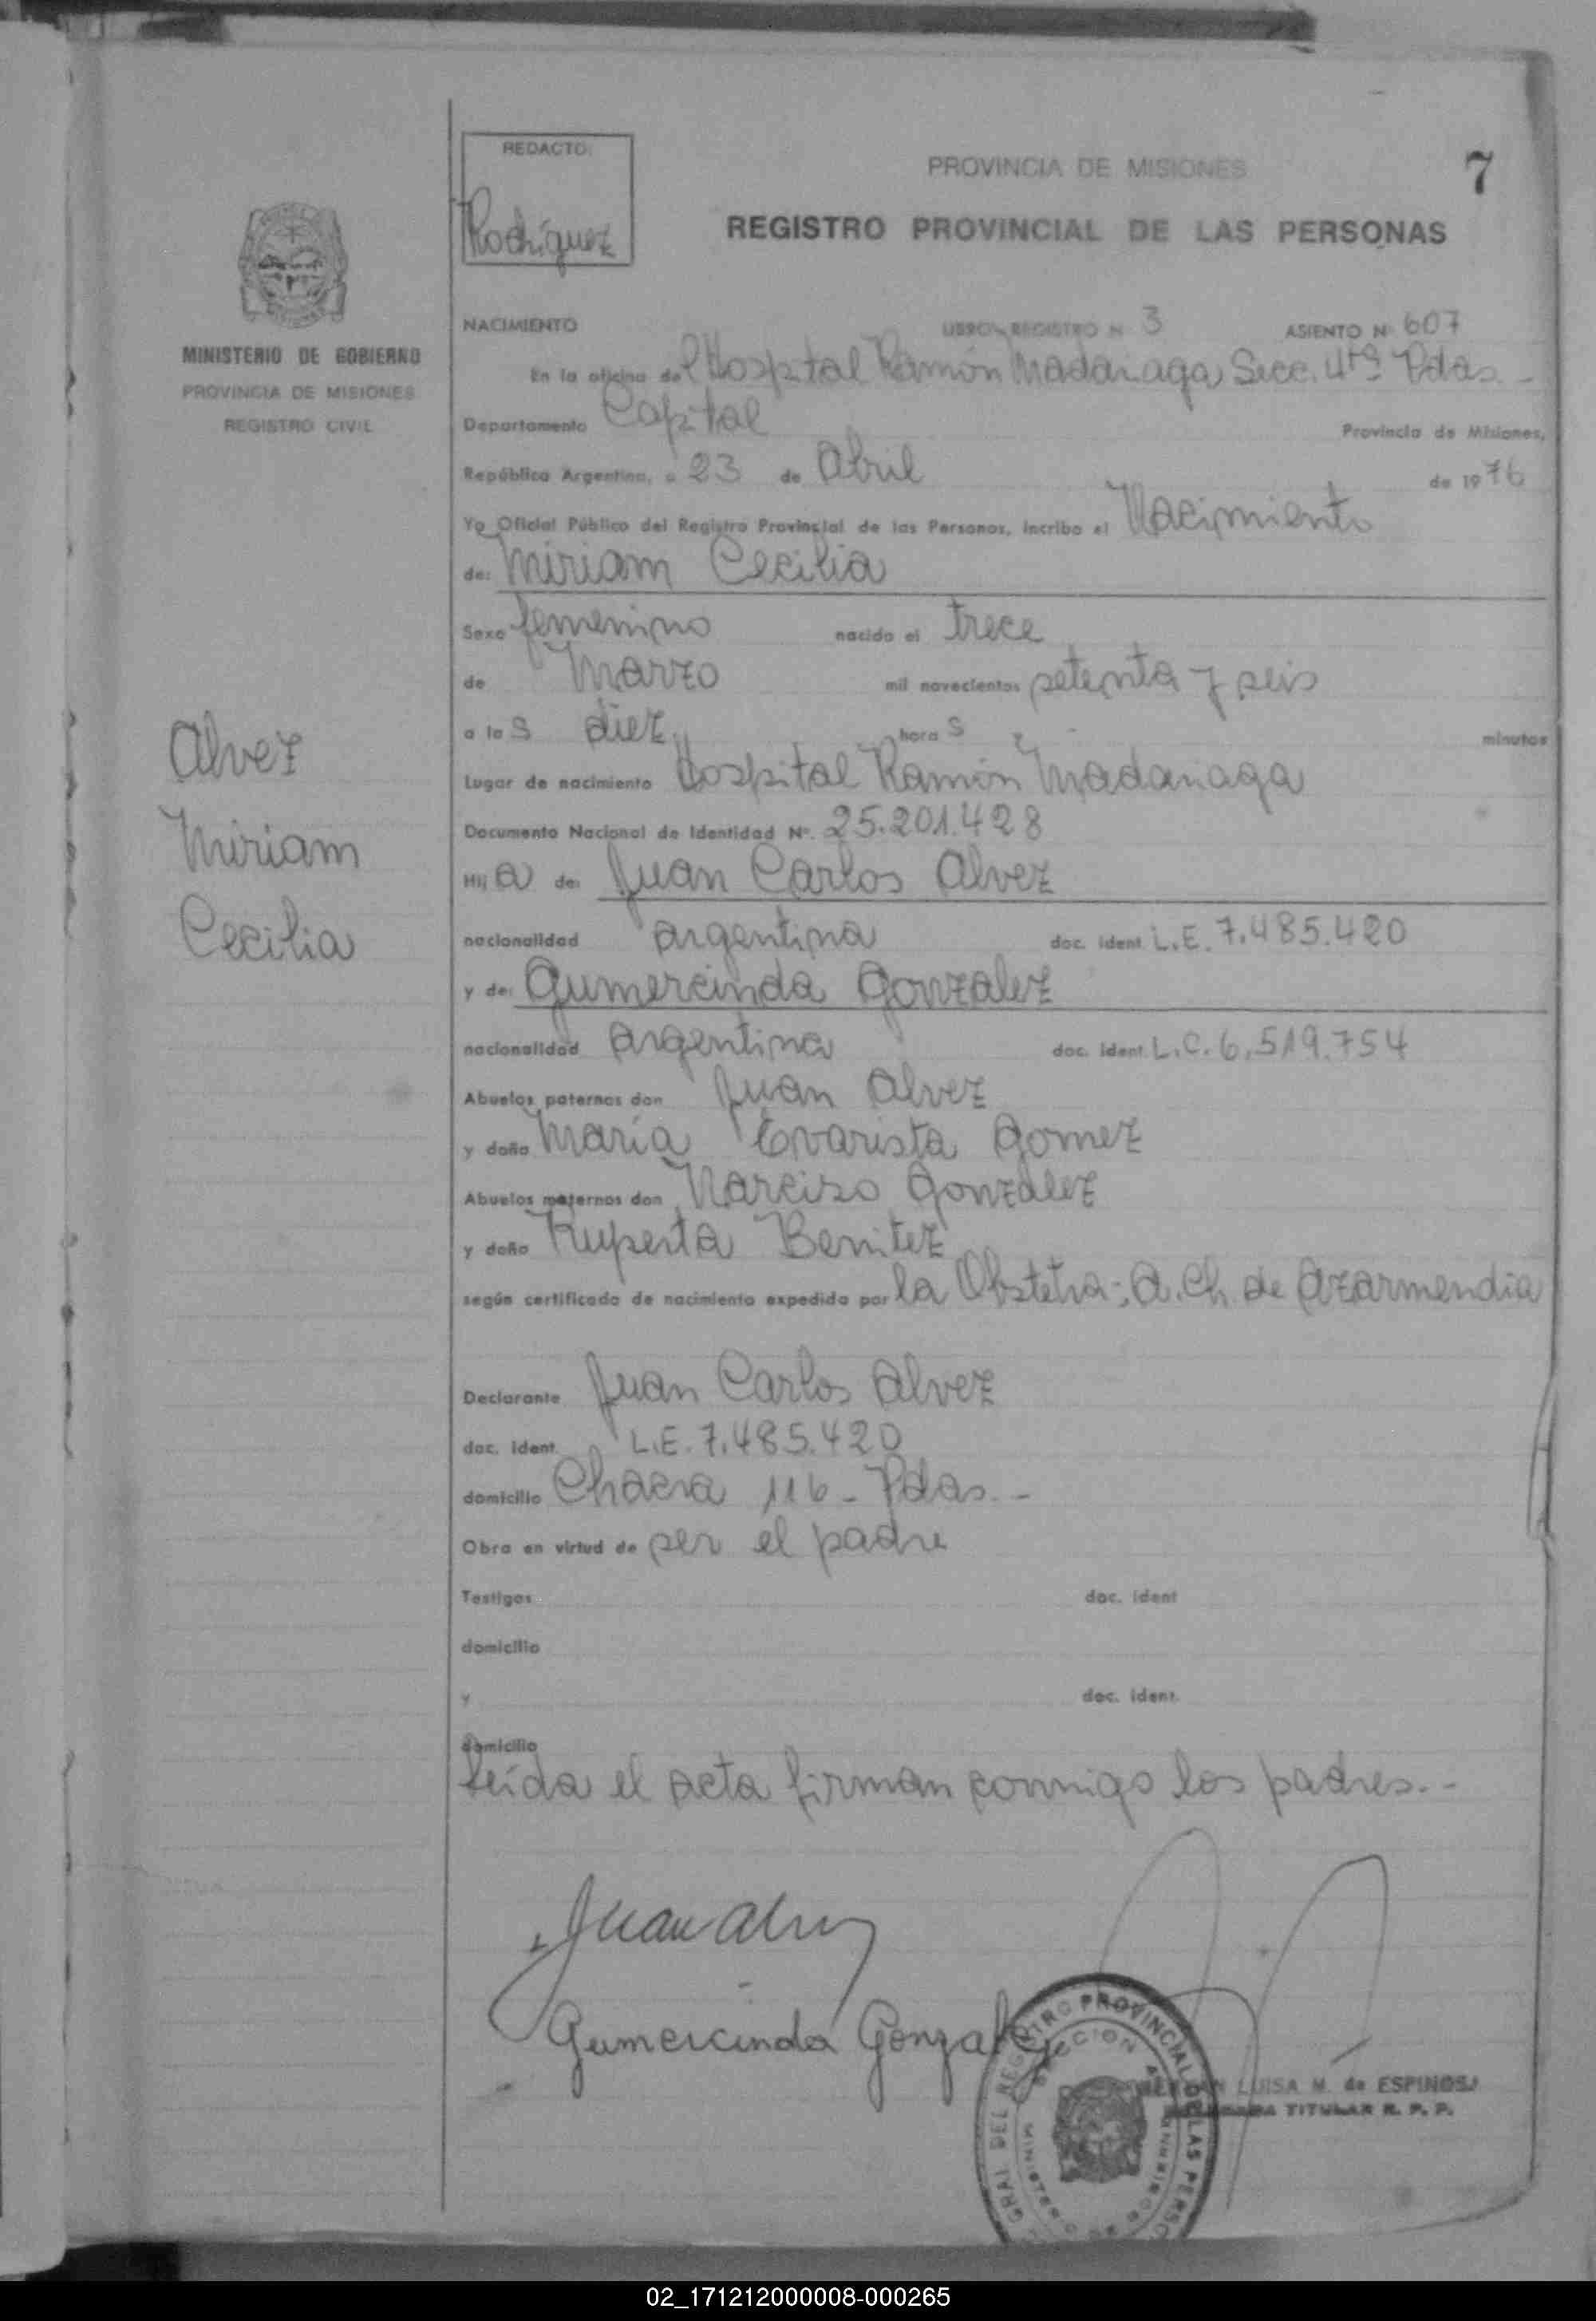 REDACTO:
Rodríguez
PROVINCIA DE MISIONES
7
REGISTRO PROVINCIAL DE LAS PERSONAS
MINISTERIO DE GOBIERNO
PROVINCIA DE MISIONES
REGISTRO CIVIL
NACIMIENTO LIBRO y REGISTRO N 3 ASIENTO Nº 607
En la oficina del Hospital Ramón Madariaga Secc. 4ta Pdas. -
Departamento Capital Provincia de Misiones,
República Argentina, a 23 de Abril de 1976
Yo Oficial Público del Registro Provincial de las Personas, incribo el Nacimiento
de: Miriam Cecilia
Sexo femenino nacido el trece
de Marzo mil novecientos setenta y seis
a las diez horas y minutos
Lugar de nacimiento Hospital Ramón Madariaga
Documento Nacional de Identidad Nº. 25.201.428
Hija de: Juan Carlos Alvez
nacionalidad argentina doc. ident. L.E. 7.485.420
y de: Gumercinda Gonzalez
nacionalidad argentina doc. ident. L.C. 6.519.754
Abuelos paternos don Juan Alvez
y doña María Evarista Gomez
Abuelos maternos don Narciso Gonzalez
y doña Ruperta Benitez
según certificado de nacimiento expedido por la Obstetra: A. Ch. de Azarmendia
Alvez
Miriam
Cecilia
Declarante Juan Carlos Alvez
doc. ident. L.E. 7.485.420
domicilio Chacra 116 - Pdas. -
Obra en virtud de ser el padre
Testigos doc. ident
domicilio
y doc. ident.
domicilio
Leída el acta firman conmigo los padres. -
Juan Alvez
Gumercinda Gonzalez
GRAL DEL REGISTRO PROVINCIAL DE LAS PERSO
SECCION 4
LUISA M. de ESPINOSA
TITULAR R. P. P.
02_171212000008-000265